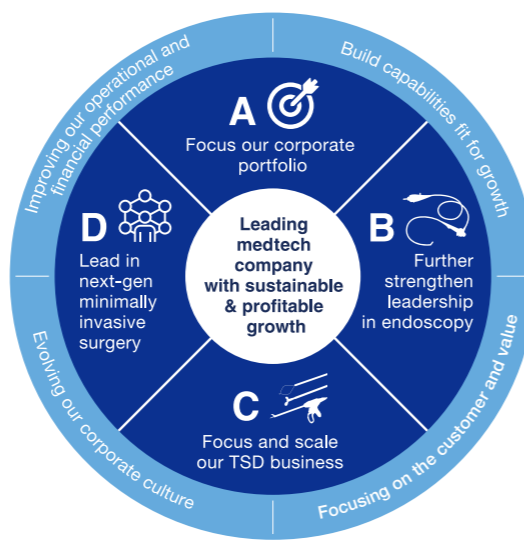 Improving our operational and
financial performance
Build capabilities fit for growth
A
Focus our corporate
portfolio
D
Lead in
next-gen
minimally
invasive
surgery
Leading
medtech
company
with sustainable
& profitable
growth
B
Further
strengthen
leadership
in endoscopy
C
Focus and scale
our TSD business
Evolving our corporate culture
Focusing on the customer and value